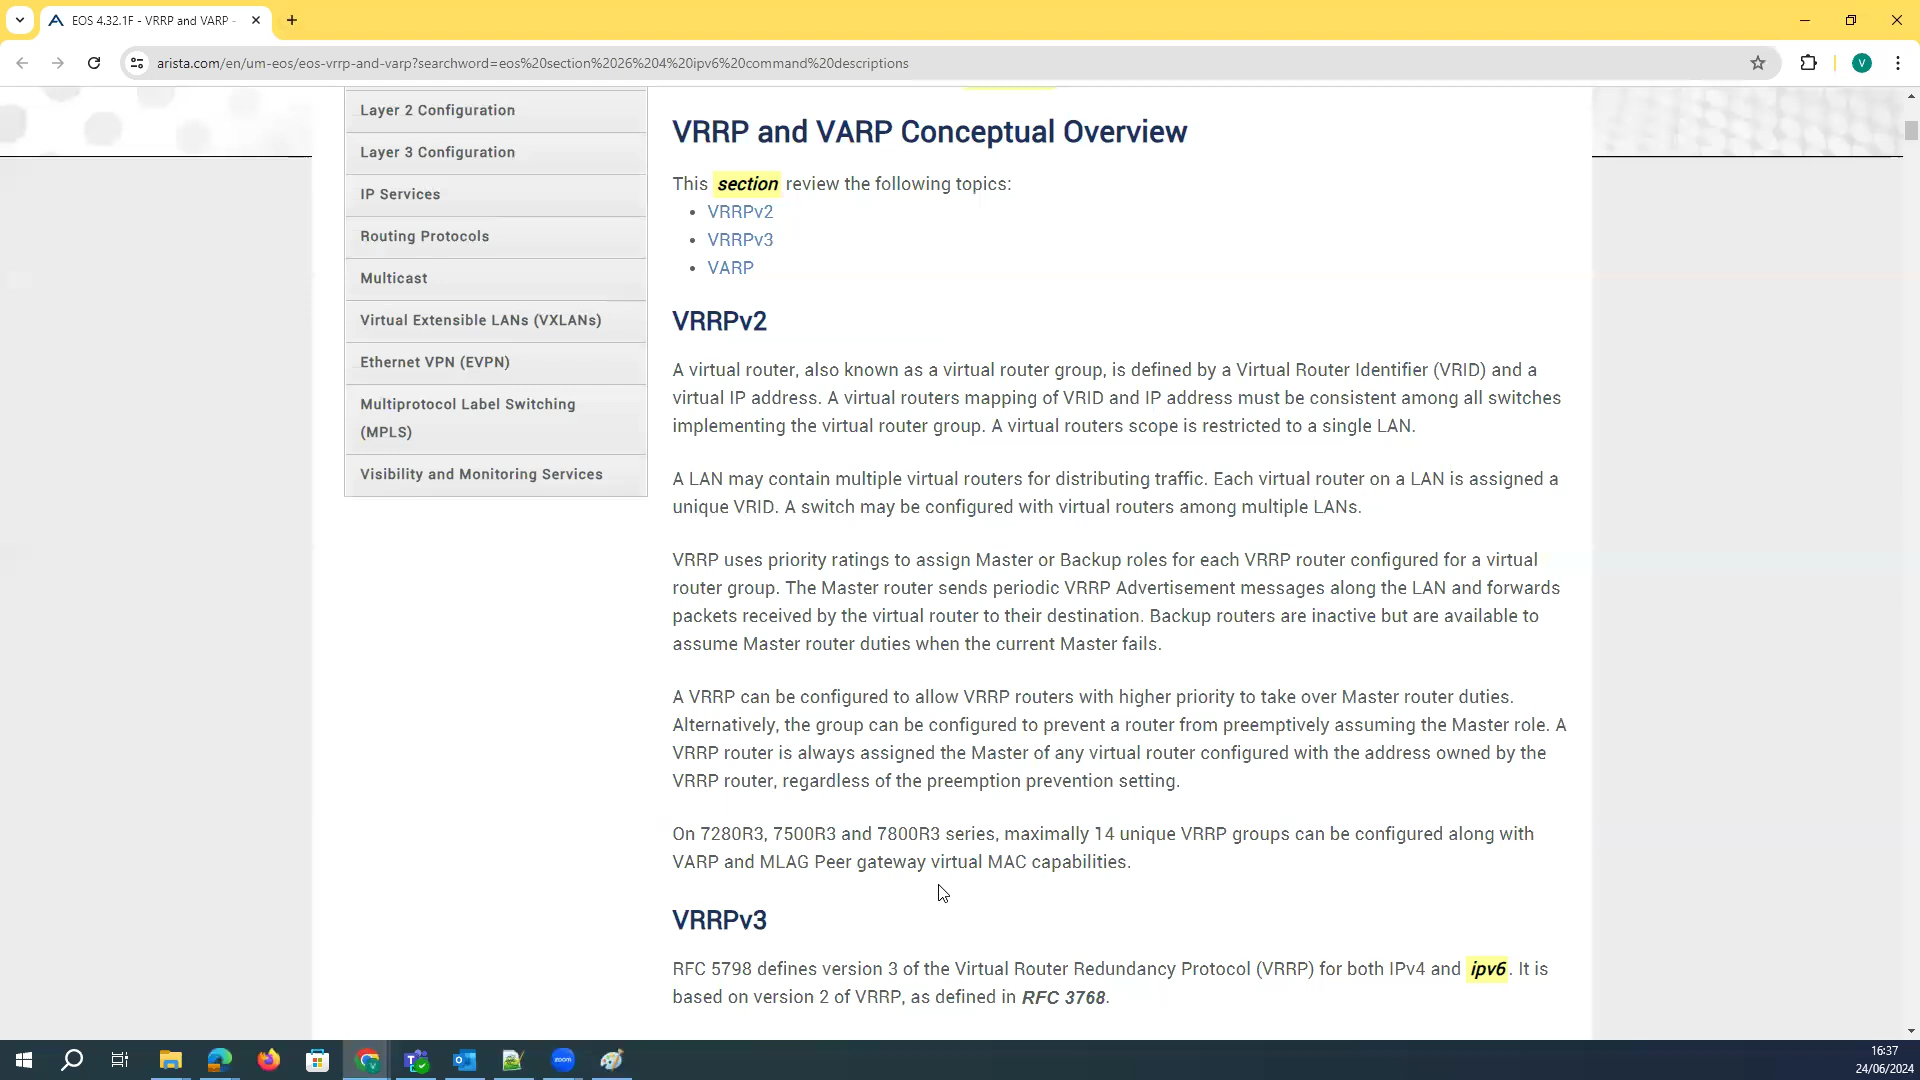 EOS 4.32.1F - VRRP and VARP -
arista.com/en/um-eos/eos-vrrp-and-varp?searchword=eos%20section%2026%204%20ipv6%20command%20descriptions
V
Layer 2 Configuration
Layer 3 Configuration
IP Services
Routing Protocols
Multicast
Virtual Extensible LANs (VXLANs)
Ethernet VPN (EVPN)
Multiprotocol Label Switching
(MPLS)
Visibility and Monitoring Services
VRRP and VARP Conceptual Overview
This section review the following topics:
• VRRPv2
• VRRPv3
• VARP
VRRPv2
A virtual router, also known as a virtual router group, is defined by a Virtual Router Identifier (VRID) and a
virtual IP address. A virtual routers mapping of VRID and IP address must be consistent among all switches
implementing the virtual router group. A virtual routers scope is restricted to a single LAN.
A LAN may contain multiple virtual routers for distributing traffic. Each virtual router on a LAN is assigned a
unique VRID. A switch may be configured with virtual routers among multiple LANs.
VRRP uses priority ratings to assign Master or Backup roles for each VRRP router configured for a virtual
router group. The Master router sends periodic VRRP Advertisement messages along the LAN and forwards
packets received by the virtual router to their destination. Backup routers are inactive but are available to
assume Master router duties when the current Master fails.
A VRRP can be configured to allow VRRP routers with higher priority to take over Master router duties.
Alternatively, the group can be configured to prevent a router from preemptively assuming the Master role. A
VRRP router is always assigned the Master of any virtual router configured with the address owned by the
VRRP router, regardless of the preemption prevention setting.
On 7280R3, 7500R3 and 7800R3 series, maximally 14 unique VRRP groups can be configured along with
VARP and MLAG Peer gateway virtual MAC capabilities.
VRRPv3
RFC 5798 defines version 3 of the Virtual Router Redundancy Protocol (VRRP) for both IPv4 and ipv6. It is
based on version 2 of VRRP, as defined in RFC 3768.
zoom
16:37
24/06/2024